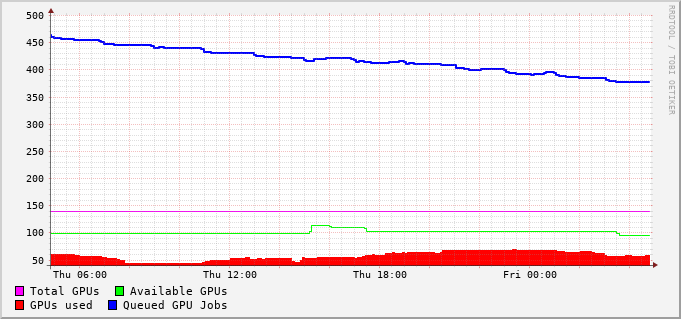 500
450
400
350
300
250
200
150
100
50
Thu 06:00 Thu 12:00 Thu 18:00 Fri 00:00
Total GPUs Available GPUs
GPUs used Queued GPU Jobs
RRDTOOL / TOBI OETIKER